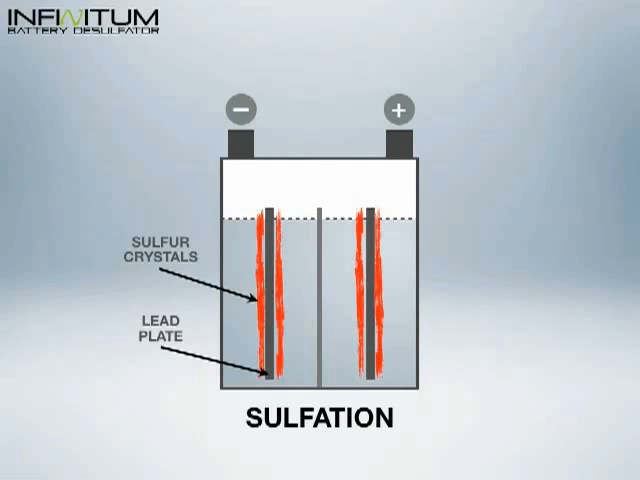 INFINITUM
BATTERY DESULFATOR
−
+
SULFUR
CRYSTALS
LEAD
PLATE
SULFATION